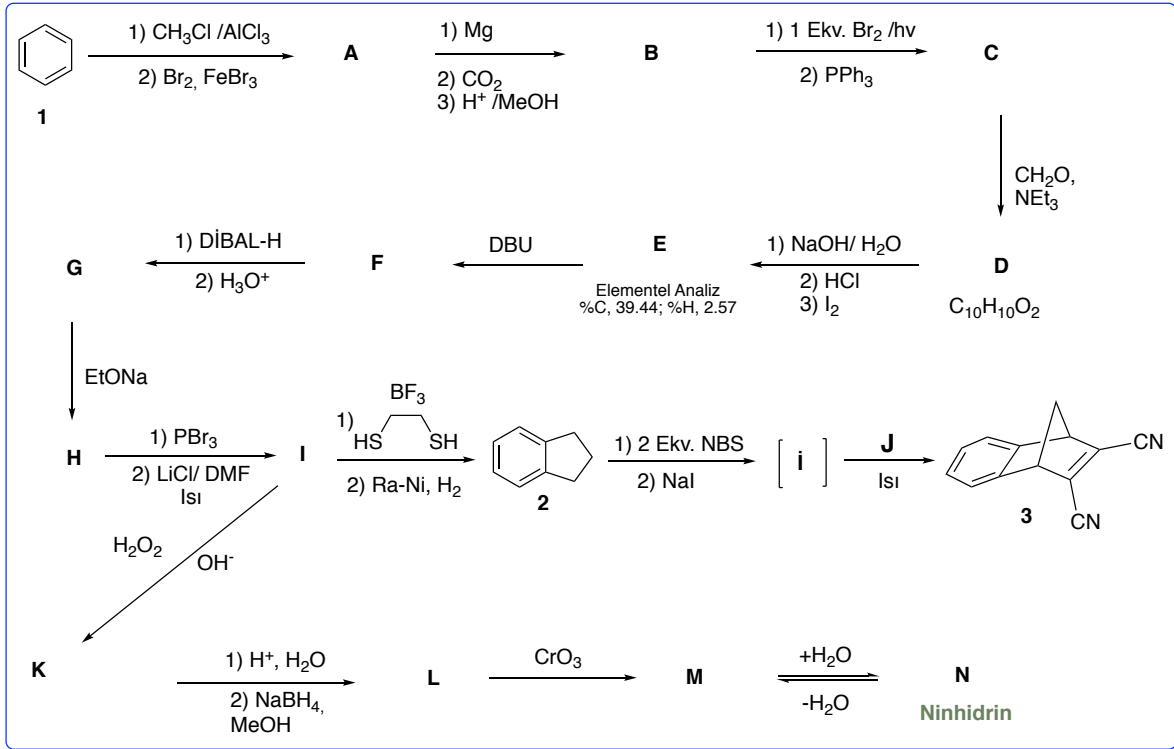 1) CH₃Cl /AlCl₃
2) Br₂, FeBr₃
1
A
1) Mg
2) CO₂
3) H⁺ /MeOH
B
1) 1 Ekv. Br₂ /hv
2) PPh₃
C
CH₂O,
NEt₃
G
1) DİBAL-H
2) H₃O⁺
F
DBU
E
Elementel Analiz
%C, 39.44; %H, 2.57
1) NaOH/ H₂O
2) HCl
3) I₂
D
C₁₀H₁₀O₂
EtONa
H
1) PBr₃
2) LiCl/ DMF
Isı
I
BF₃
1)
HS
SH
2) Ra-Ni, H₂
2
1) 2 Ekv. NBS
2) NaI
[ İ ]
J
Isı
CN
CN
3
H₂O₂
OH⁻
K
1) H⁺, H₂O
2) NaBH₄,
MeOH
L
CrO₃
M
+H₂O
-H₂O
N
Ninhidrin